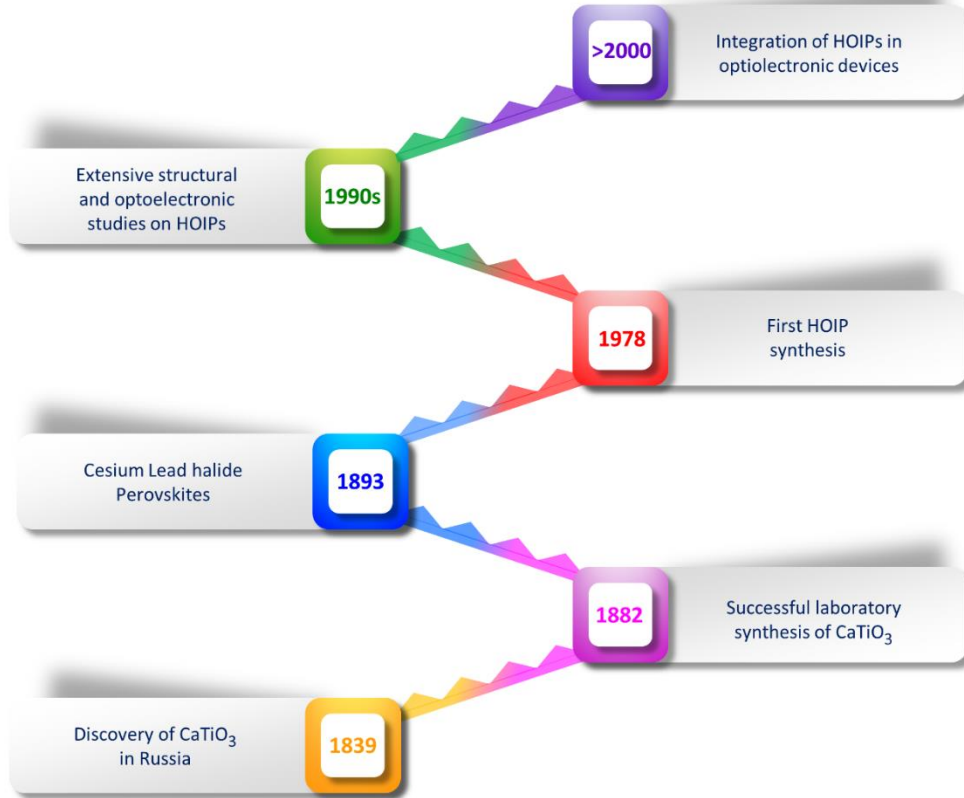 >2000
Integration of HOIPs in
optiolectronic devices
Extensive structural
and optoelectronic
studies on HOIPs
1990s
1978
First HOIP
synthesis
Cesium Lead halide
Perovskites
1893
1882
Successful laboratory
synthesis of CaTiO₃
Discovery of CaTiO₃
in Russia
1839